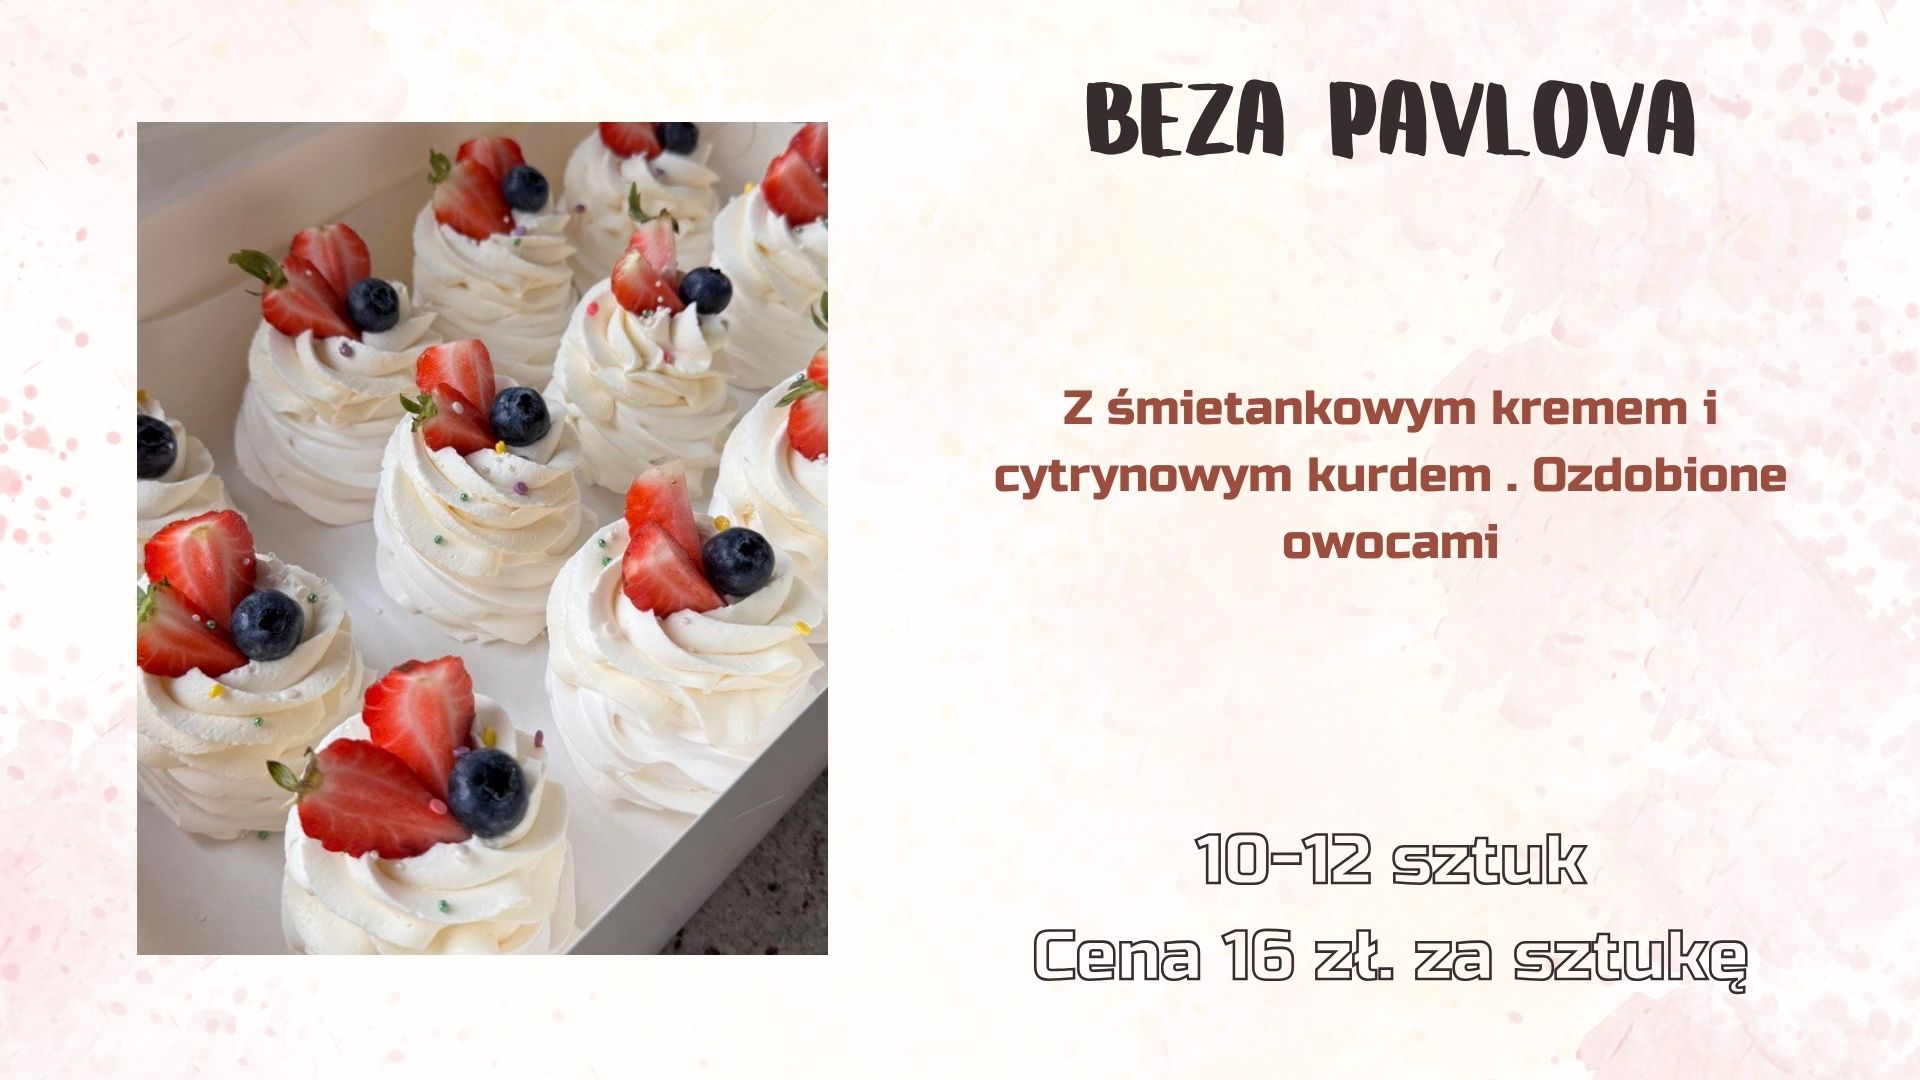 BEZA PAVLOVA
Z śmietankowym kremem i
cytrynowym kurdem . Ozdobione
owocami
10-12 sztuk
Cena 16 zł. za sztukę